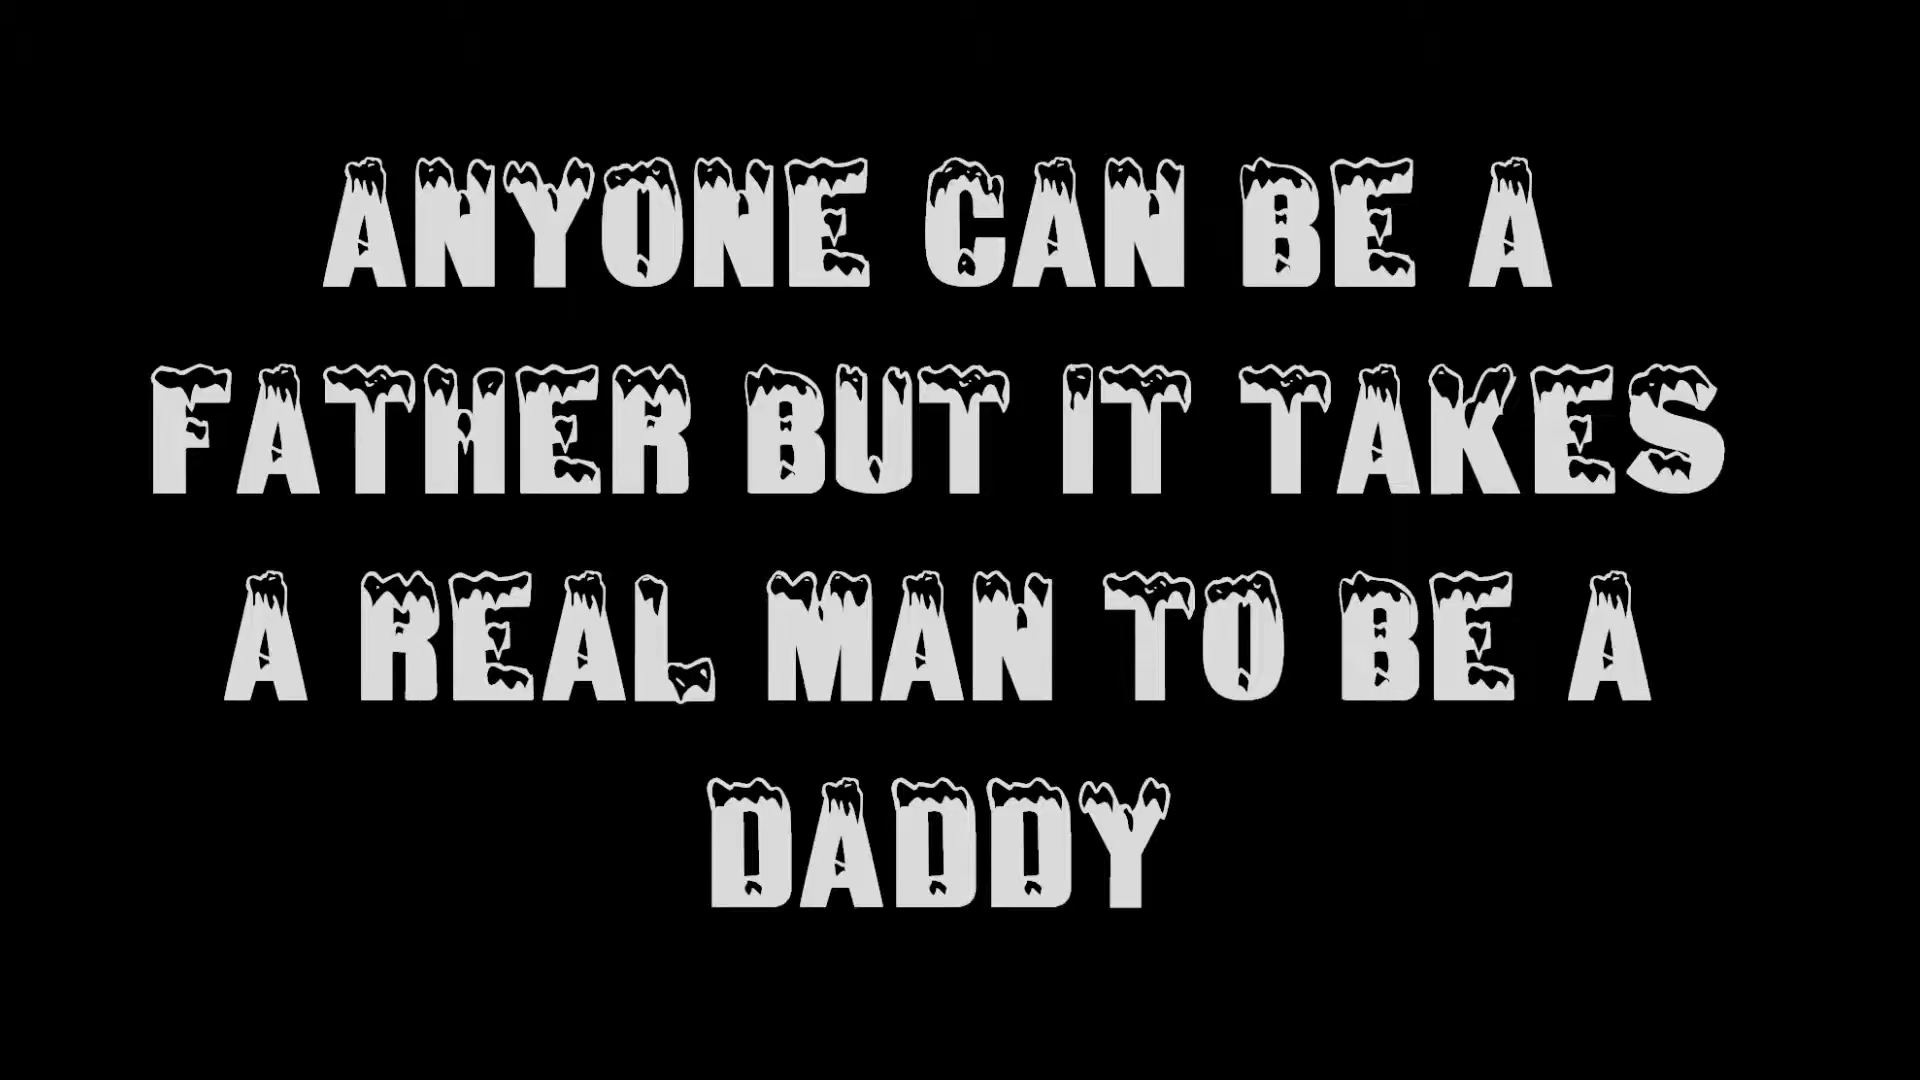 ANYONE CAN BE A
FATHER BUT IT TAKES
A REAL MAN TO BE A
DADDY